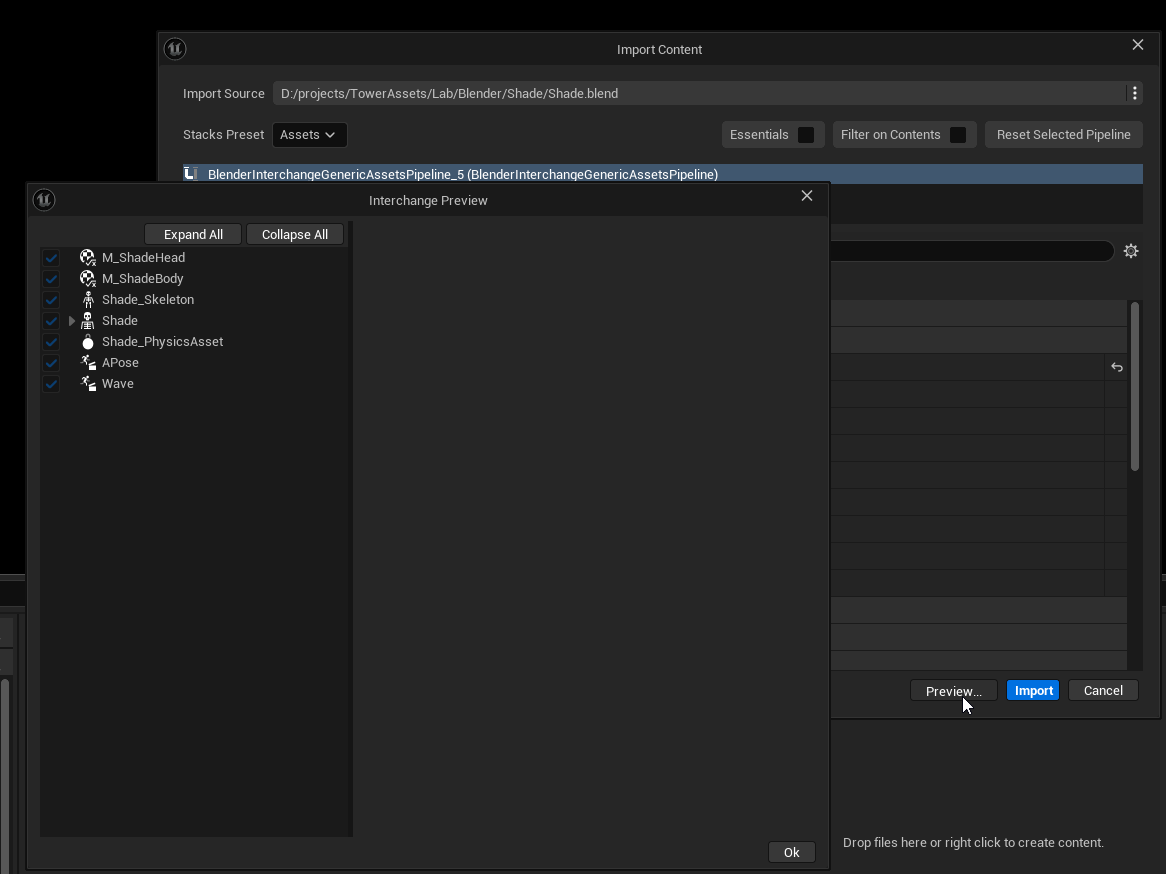 Import Content
Import Source
D:/projects/TowerAssets/Lab/Blender/Shade/Shade.blend
Stacks Preset
Assets
Essentials
Filter on Contents
Reset Selected Pipeline
BlenderInterchangeGenericAssetsPipeline_5 (BlenderInterchangeGenericAssetsPipeline)
Interchange Preview
Expand All
Collapse All
M_ShadeHead
M_ShadeBody
Shade_Skeleton
Shade
Shade_PhysicsAsset
APose
Wave
Preview...
Import
Cancel
Drop files here or right click to create content.
Ok